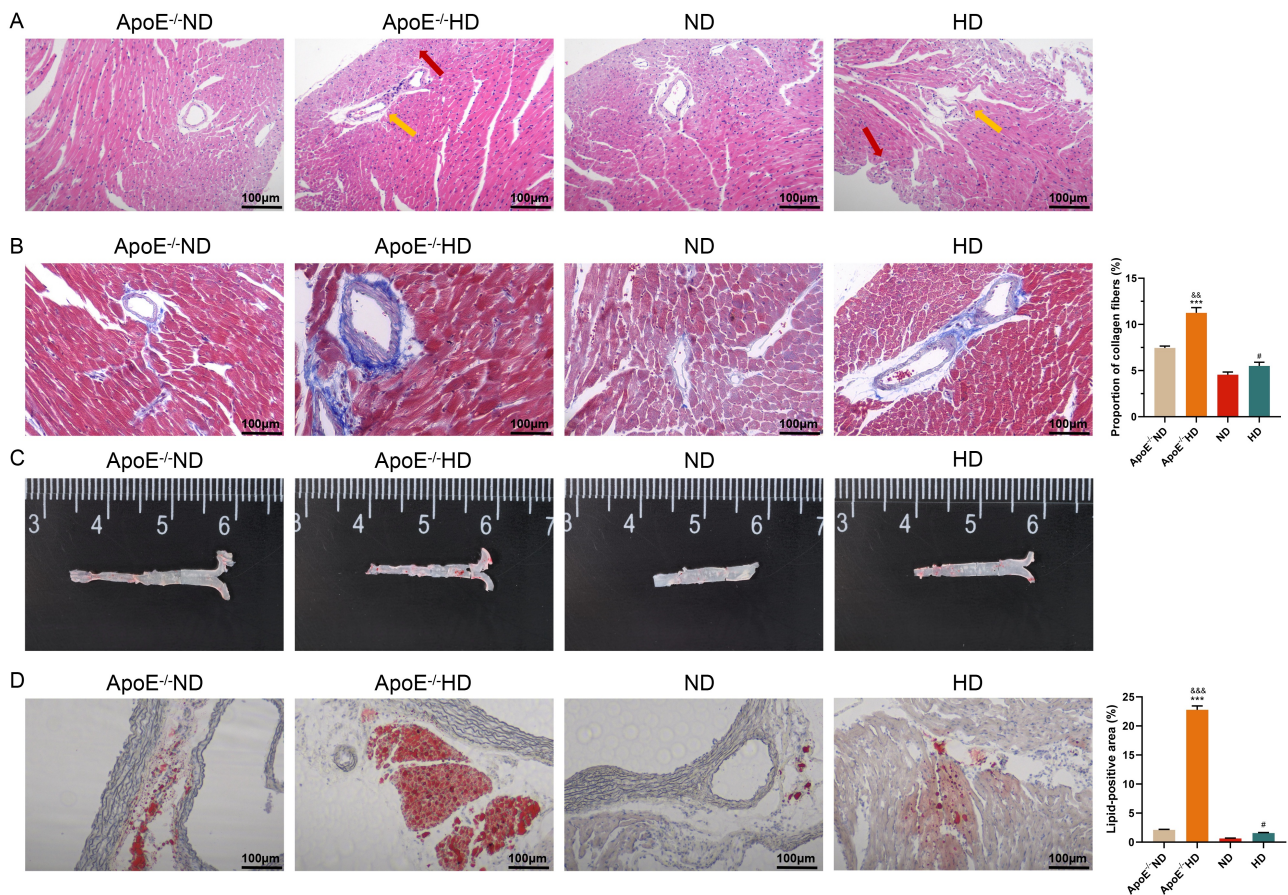 A
ApoE-/-ND
ApoE-/-HD
ND
HD
100μm
100μm
100μm
100μm
B
ApoE-/-ND
ApoE-/-HD
ND
HD
100μm
100μm
100μm
100μm
Proportion of collagen fibers (%)
15
10
5
0
&&
***
#
ApoE-/-ND
ApoE-/-HD
ND
HD
C
ApoE-/-ND
ApoE-/-HD
ND
HD
3 4 5 6
3 4 5 6 7
4 5 6 7
3 4 5 6
D
ApoE-/-ND
ApoE-/-HD
ND
HD
100μm
100μm
100μm
100μm
Lipid-positive area (%)
25
20
15
10
5
0
&&&
***
#
ApoE-/-ND
ApoE-/-HD
ND
HD